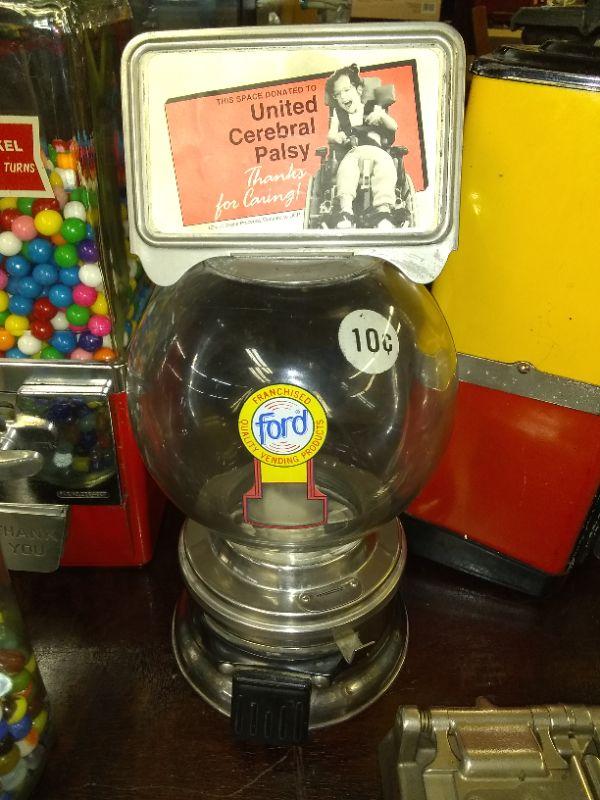 THIS SPACE DONATED TO
United
Cerebral
Palsy
Thanks
for Caring!
KEL
TURNS
10¢
FRANCHISED
ford
QUALITY VENDING PRODUCTS
THANK
YOU